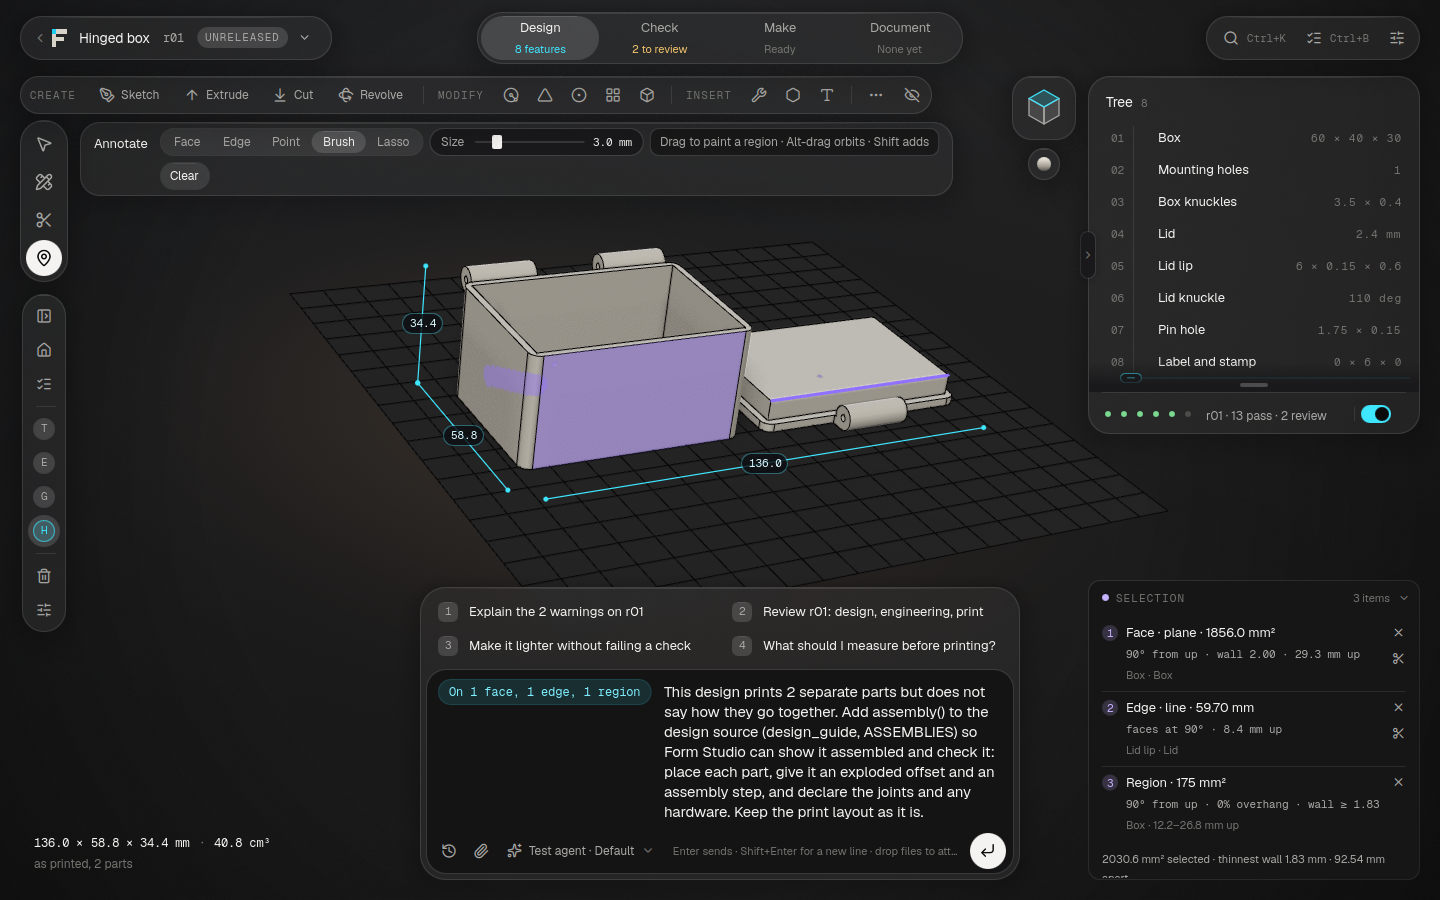 Hinged box r01 UNRELEASED
Design Check Make Document
8 features 2 to review Ready None yet
Ctrl+K Ctrl+B
CREATE Sketch Extrude Cut Revolve MODIFY INSERT
Annotate Face Edge Point Brush Lasso Size 3.0 mm Drag to paint a region · Alt-drag orbits · Shift adds
Clear
Tree 8
01 Box 60 × 40 × 30
02 Mounting holes 1
03 Box knuckles 3.5 × 0.4
04 Lid 2.4 mm
05 Lid lip 6 × 0.15 × 0.6
06 Lid knuckle 110 deg
07 Pin hole 1.75 × 0.15
08 Label and stamp 0 × 6 × 0
r01 · 13 pass · 2 review
34.4
58.8
136.0
T
E
G
H
1 Explain the 2 warnings on r01
2 Review r01: design, engineering, print
3 Make it lighter without failing a check
4 What should I measure before printing?
On 1 face, 1 edge, 1 region
This design prints 2 separate parts but does not
say how they go together. Add assembly() to the
design source (design_guide, ASSEMBLIES) so
Form Studio can show it assembled and check it:
place each part, give it an exploded offset and an
assembly step, and declare the joints and any
hardware. Keep the print layout as it is.
Test agent · Default Enter sends · Shift+Enter for a new line · drop files to att...
SELECTION 3 items
1 Face · plane · 1856.0 mm²
90° from up · wall 2.00 · 29.3 mm up
Box · Box
2 Edge · line · 59.70 mm
faces at 90° · 8.4 mm up
Lid lip · Lid
3 Region · 175 mm²
90° from up · 0% overhang · wall ≥ 1.83
Box · 12.2–26.8 mm up
2030.6 mm² selected · thinnest wall 1.83 mm · 92.54 mm
apart
136.0 × 58.8 × 34.4 mm · 40.8 cm³
as printed, 2 parts